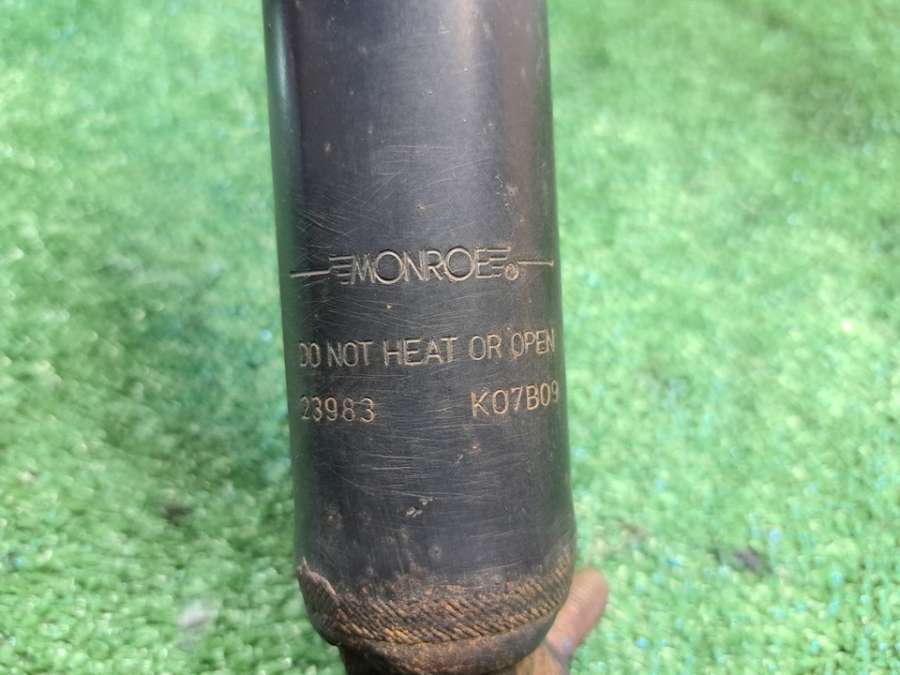 MONROE®
DO NOT HEAT OR OPEN
23983 K07B09